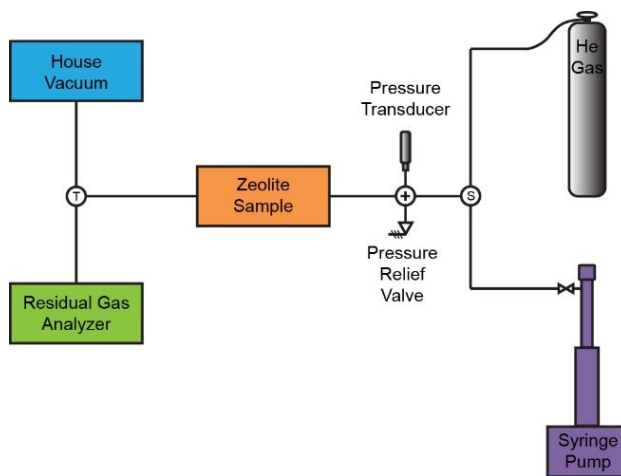 House
Vacuum
He
Gas
Pressure
Transducer
T
Zeolite
Sample
+
S
Pressure
Relief
Valve
Residual Gas
Analyzer
Syringe
Pump